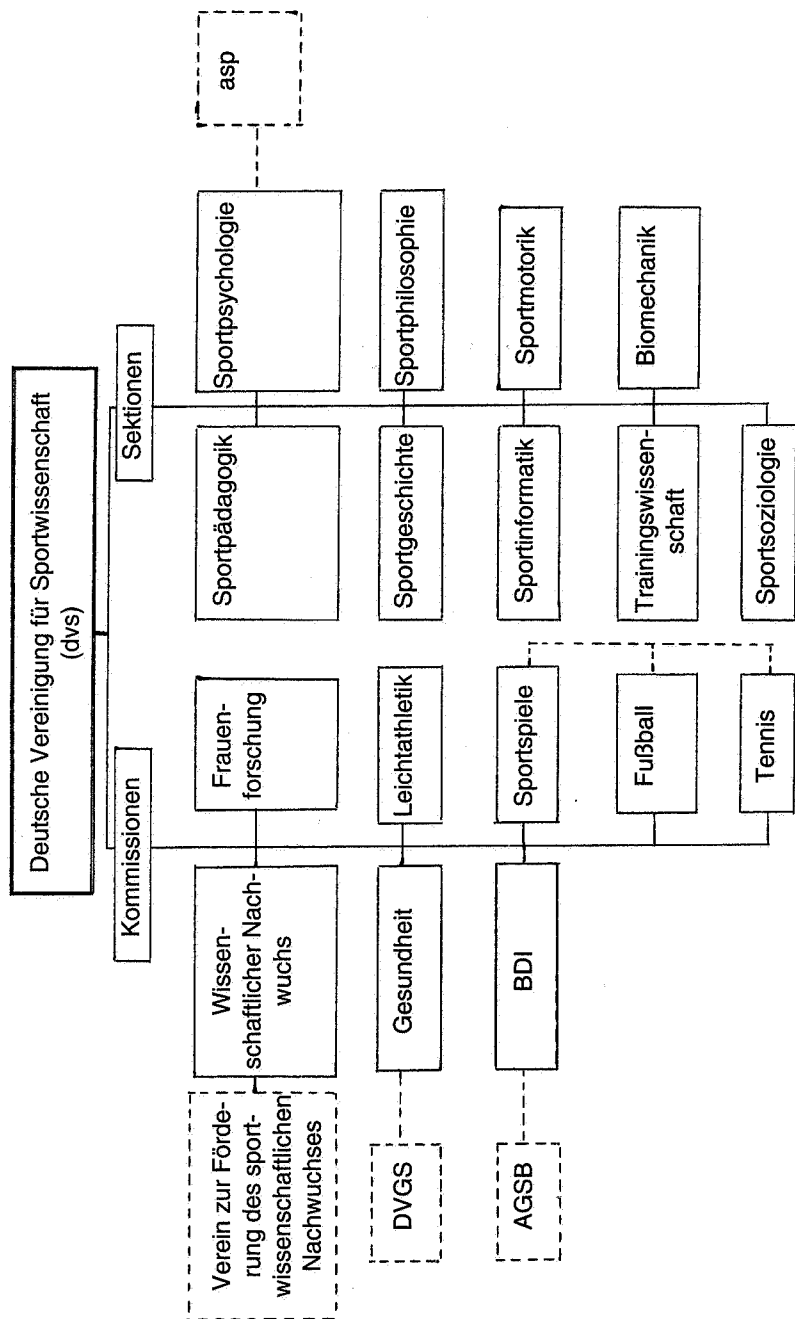 Deutsche Vereinigung für Sportwissenschaft
(dvs)
Kommissionen
Sektionen
Verein zur Förde-
rung des sport-
wissenschaftlichen
Nachwuchses
Wissen-
schaftlicher Nach-
wuchs
Frauen-
forschung
Sportpädagogik
Sportpsychologie
asp
DVGS
Gesundheit
Leichtathletik
Sportgeschichte
Sportphilosophie
AGSB
BDI
Sportspiele
Sportinformatik
Sportmotorik
Fußball
Trainingswissen-
schaft
Biomechanik
Tennis
Sportsoziologie